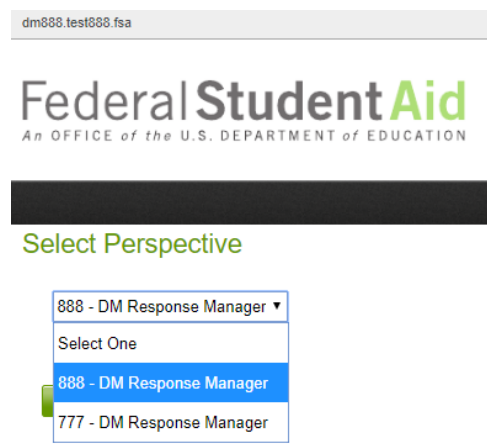 dm888.test888.fsa
Federal Student Aid
An OFFICE of the U.S. DEPARTMENT of EDUCATION
Select Perspective
888 - DM Response Manager
Select One
888 - DM Response Manager
777 - DM Response Manager